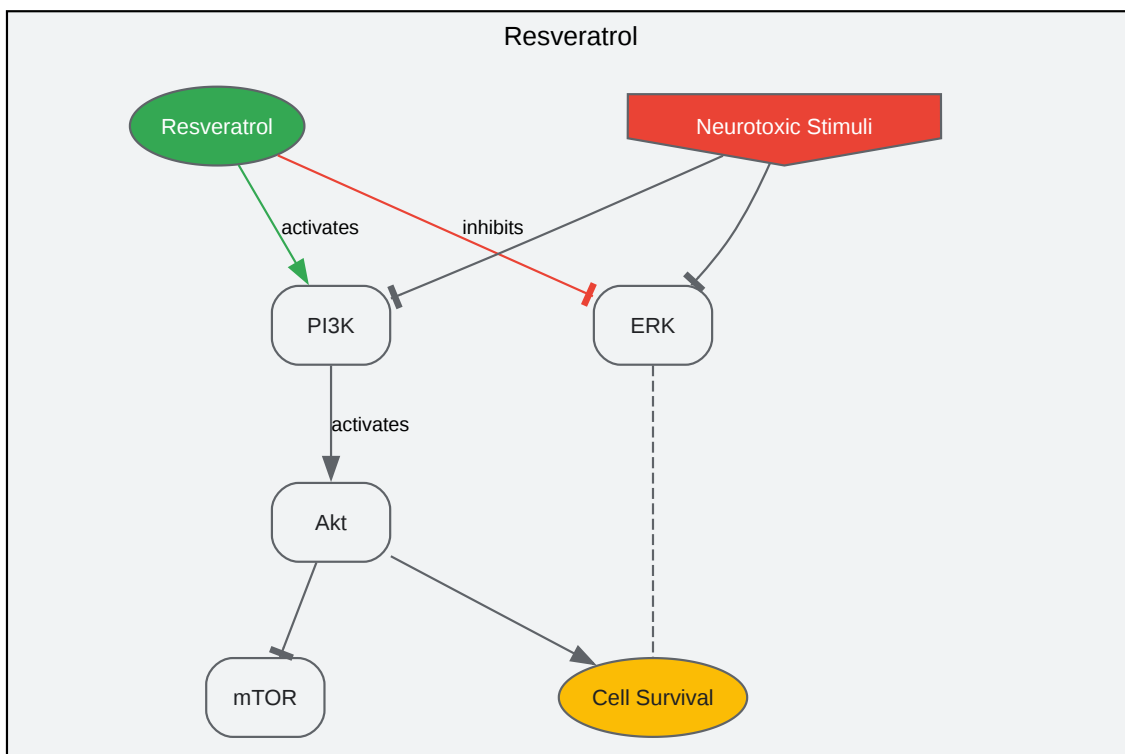 Resveratrol
Resveratrol
Neurotoxic Stimuli
activates
inhibits
PI3K
ERK
activates
Akt
mTOR
Cell Survival